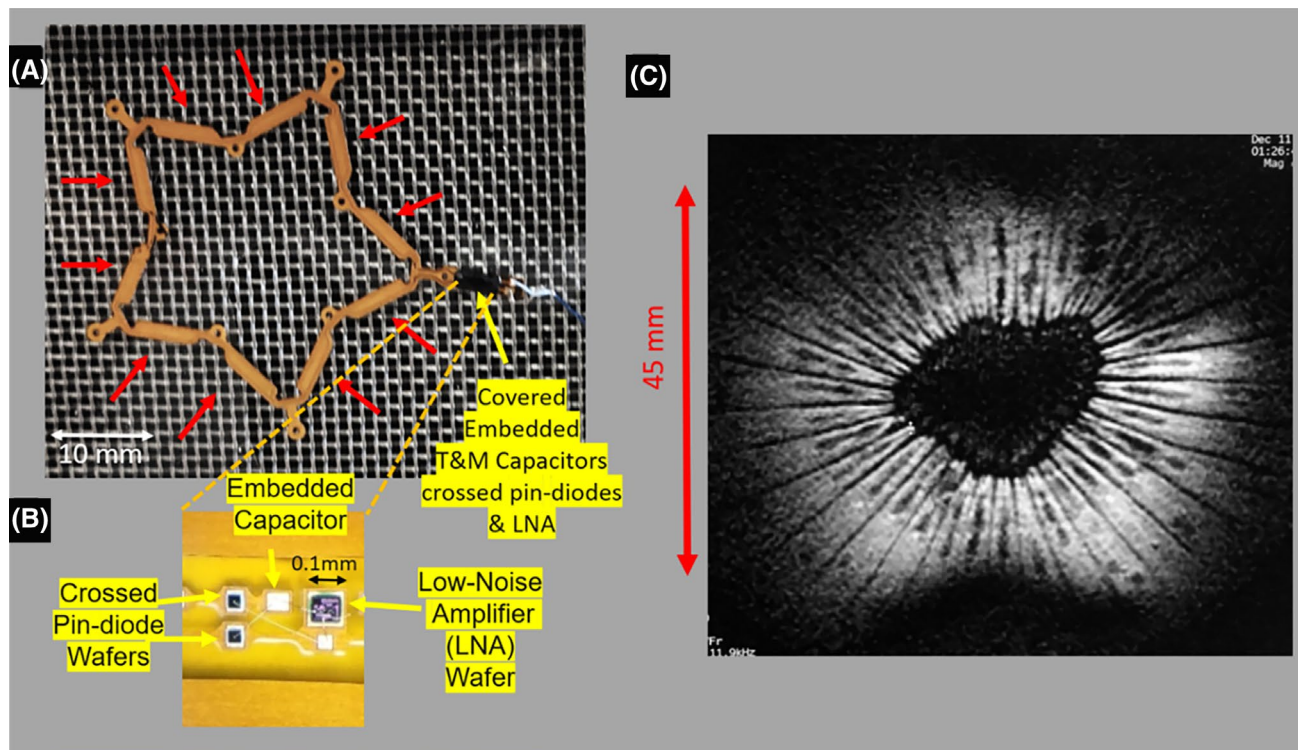 (A)
10 mm
Covered
Embedded
T&M Capacitors
crossed pin-diodes
& LNA
(B)
Embedded
Capacitor
0.1mm
Crossed
Pin-diode
Wafers
Low-Noise
Amplifier
(LNA)
Wafer
(C)
45 mm
Dec 11
01:26:
Mag
Fr
11.9kHz